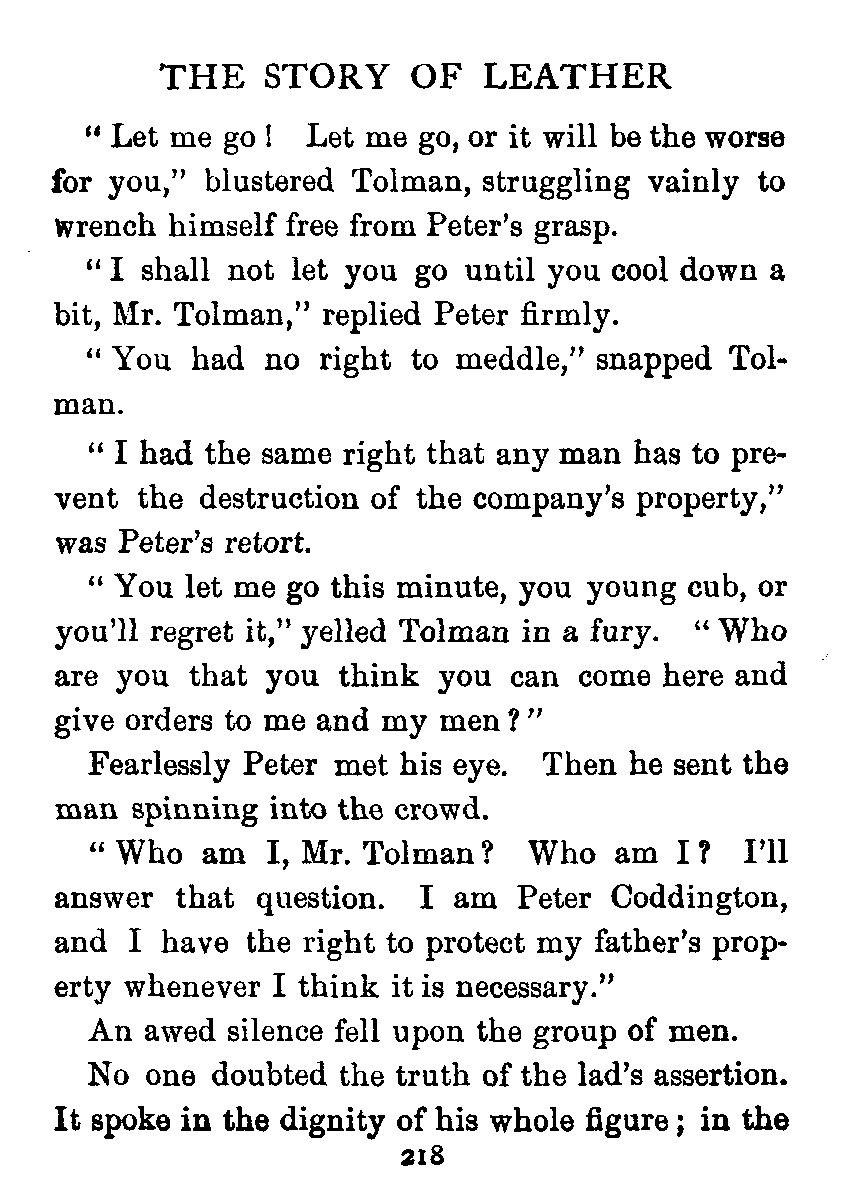 THE STORY OF LEATHER
“ Let me go ! Let me go, or it will be the worse
for you,” blustered Tolman, struggling vainly to
wrench himself free from Peter’s grasp.
“ I shall not let you go until you cool down a
bit, Mr. Tolman,” replied Peter firmly.
“ You had no right to meddle,” snapped Tol-
man.
“ I had the same right that any man has to pre-
vent the destruction of the company’s property,”
was Peter’s retort.
“ You let me go this minute, you young cub, or
you’ll regret it,” yelled Tolman in a fury. “ Who
are you that you think you can come here and
give orders to me and my men ? ”
Fearlessly Peter met his eye. Then he sent the
man spinning into the crowd.
“ Who am I, Mr. Tolman ? Who am I ? I’ll
answer that question. I am Peter Coddington,
and I have the right to protect my father’s prop-
erty whenever I think it is necessary.”
An awed silence fell upon the group of men.
No one doubted the truth of the lad’s assertion.
It spoke in the dignity of his whole figure ; in the
218